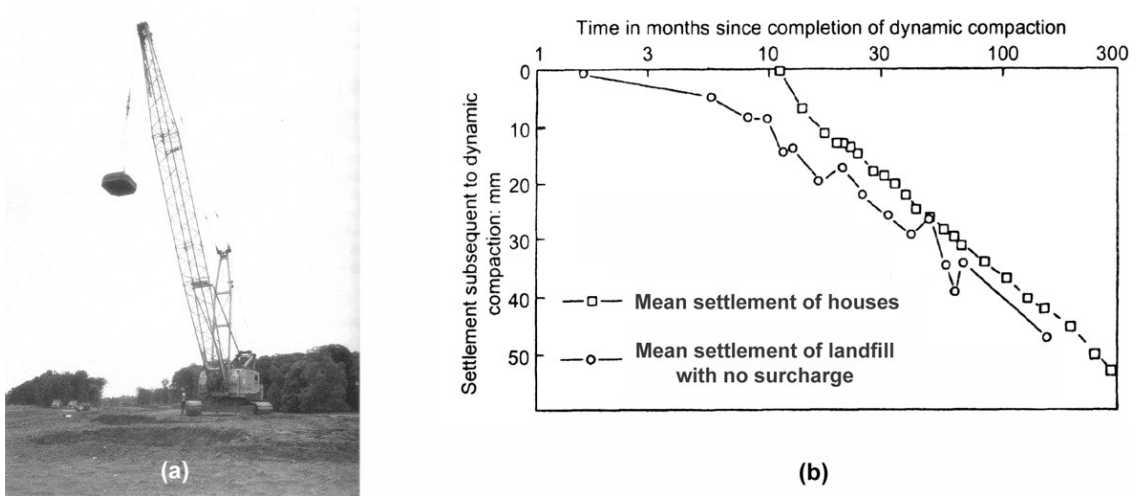 Time in months since completion of dynamic compaction
1 3 10 30 100 300
0
10
20
30
40
50
Settlement subsequent to dynamic
compaction: mm
Mean settlement of houses
Mean settlement of landfill
with no surcharge
(a)
(b)